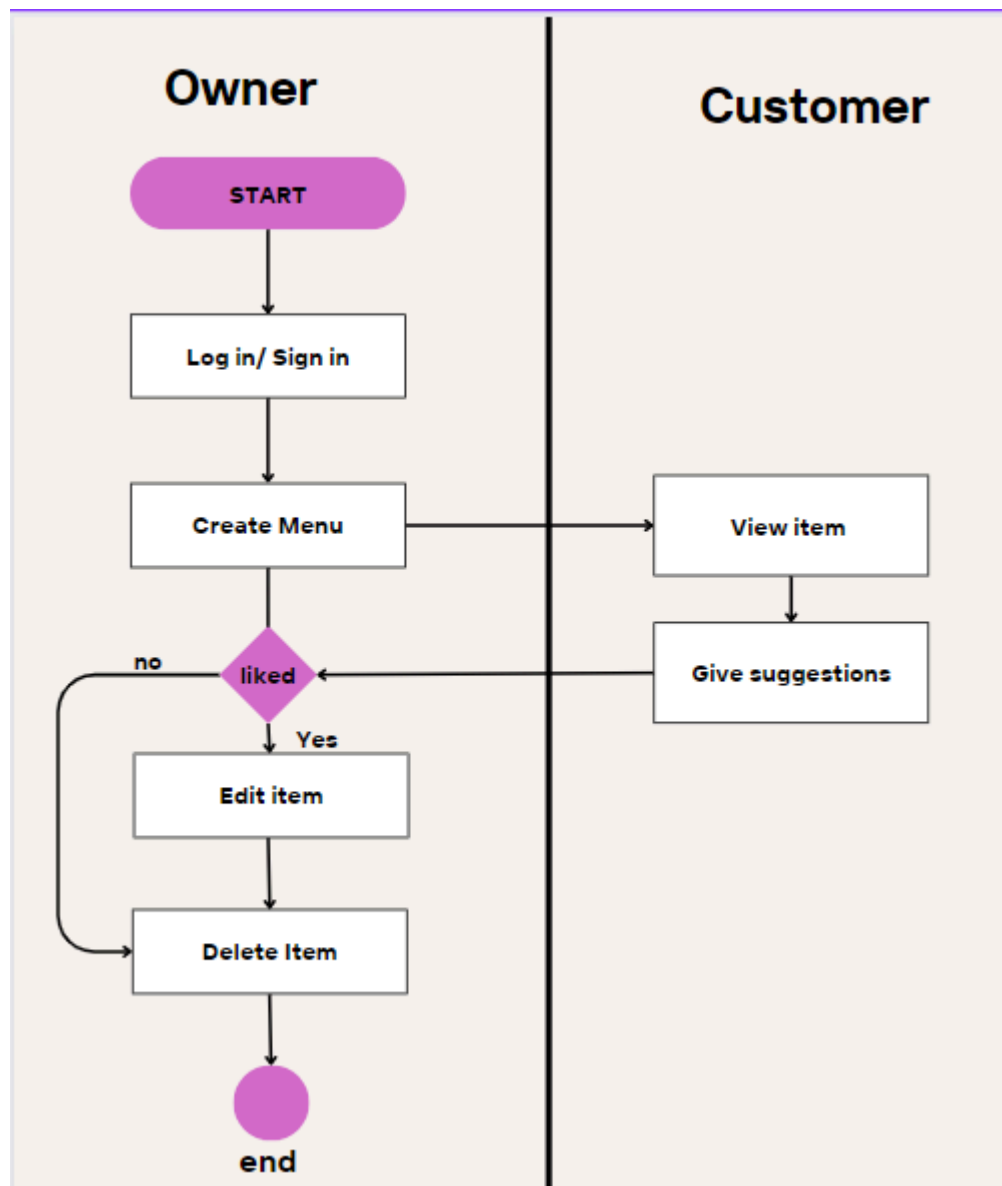 Owner
Customer
START
Log in/ Sign in
Create Menu
View item
no
liked
Give suggestions
Yes
Edit item
Delete Item
end